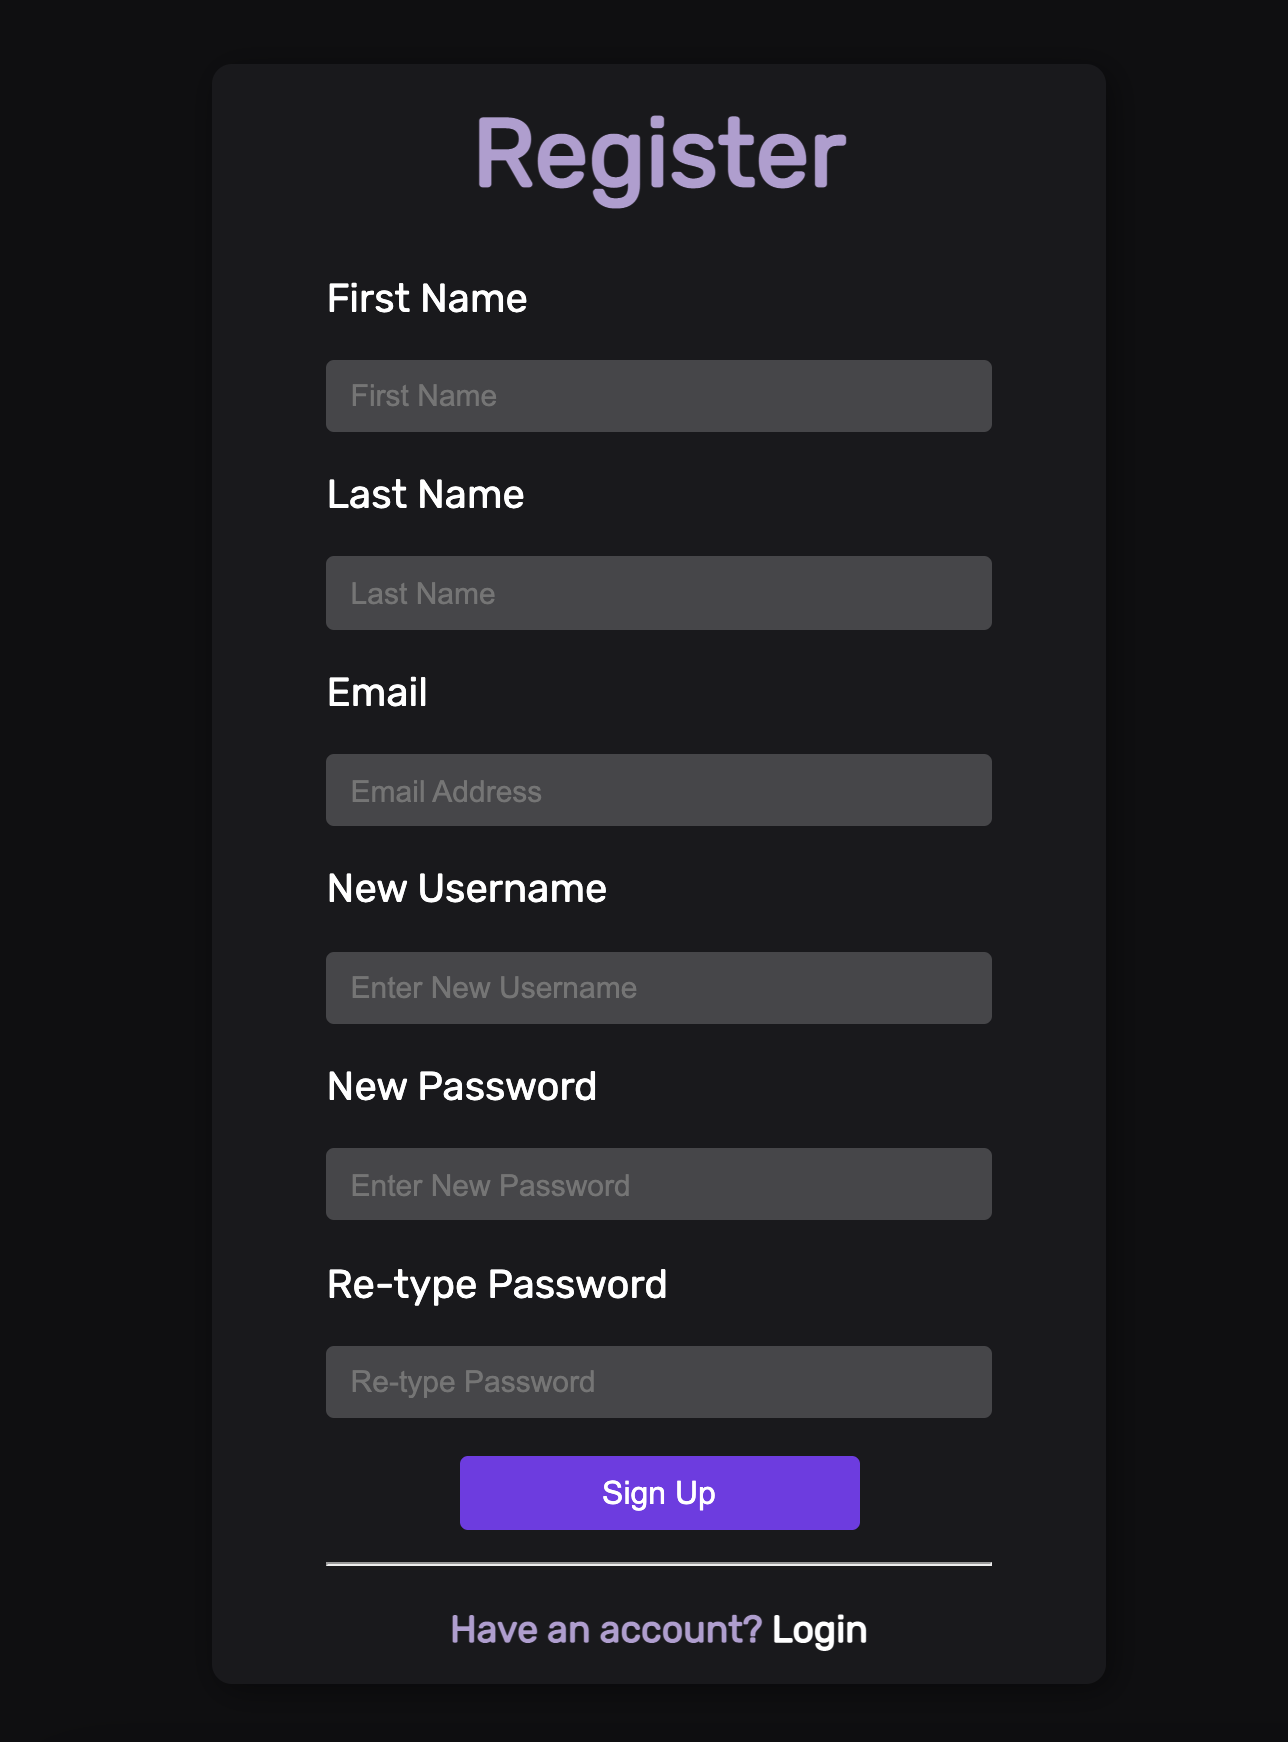 Register
First Name
First Name
Last Name
Last Name
Email
Email Address
New Username
Enter New Username
New Password
Enter New Password
Re-type Password
Re-type Password
Sign Up
Have an account? Login